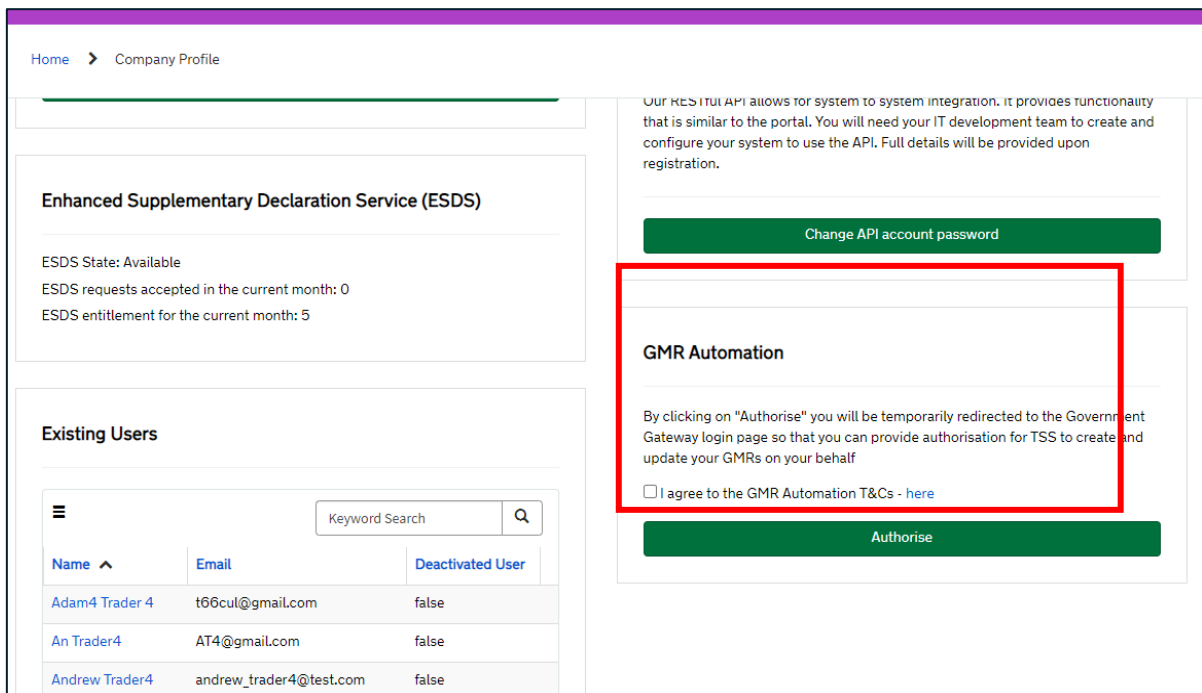 Home > Company Profile
Our RESTful API allows for system to system integration. It provides functionality
that is similar to the portal. You will need your IT development team to create and
configure your system to use the API. Full details will be provided upon
registration.
Change API account password
Enhanced Supplementary Declaration Service (ESDS)
ESDS State: Available
ESDS requests accepted in the current month: 0
ESDS entitlement for the current month: 5
GMR Automation
By clicking on "Authorise" you will be temporarily redirected to the Government
Gateway login page so that you can provide authorisation for TSS to create and
update your GMRs on your behalf
I agree to the GMR Automation T&Cs - here
Authorise
Existing Users
Keyword Search
Name Email Deactivated User
Adam4 Trader 4 t66cul@gmail.com false
An Trader4 AT4@gmail.com false
Andrew Trader4 andrew_trader4@test.com false